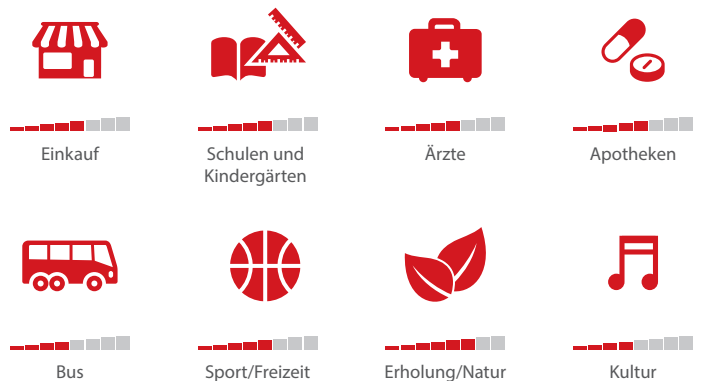 Einkauf
Schulen und
Kindergärten
Ärzte
Apotheken
Bus
Sport/Freizeit
Erholung/Natur
Kultur